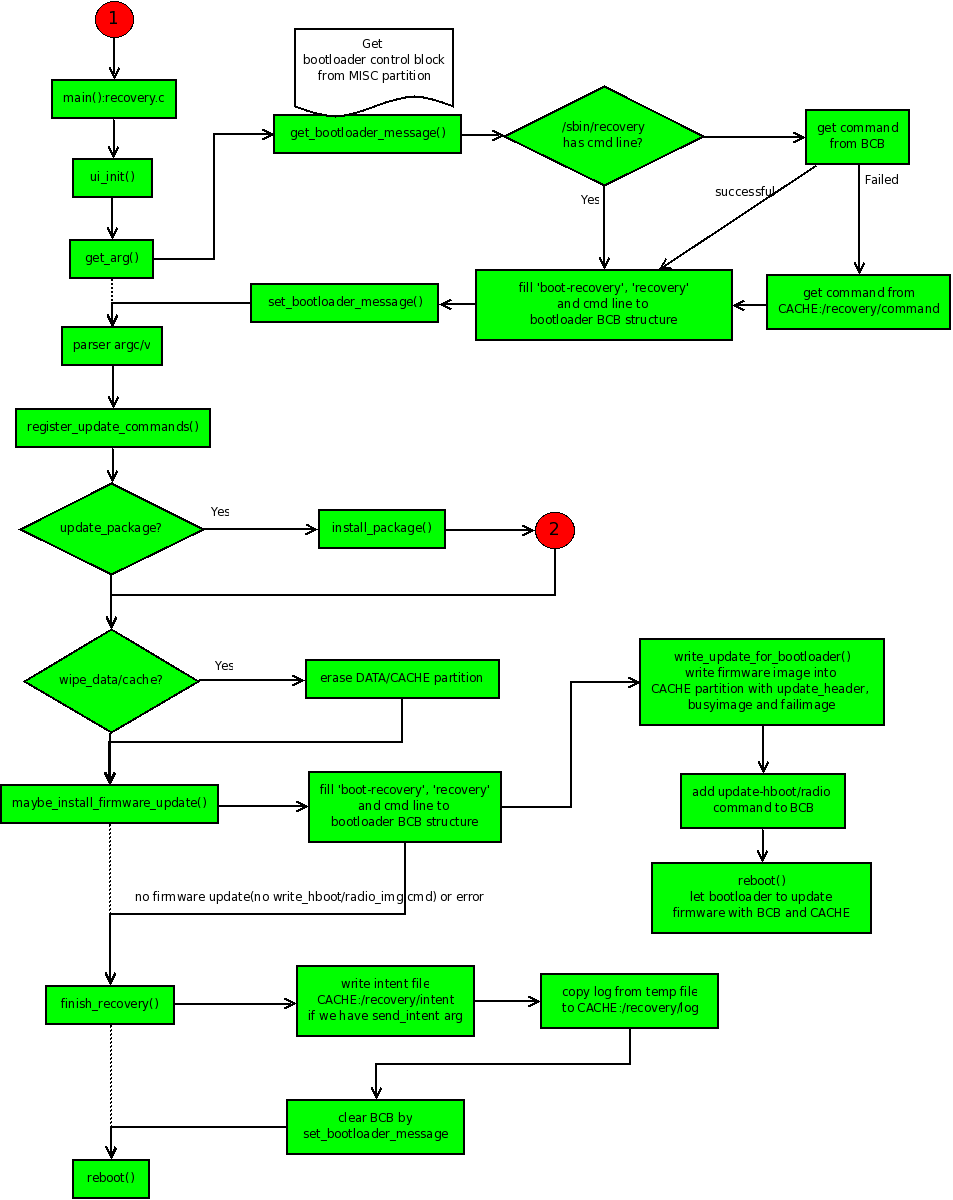 1
main():recovery.c
ui_init()
get_arg()
Get
bootloader control block
from MISC partition
get_bootloader_message()
/sbin/recovery
has cmd line?
get command
from BCB
Yes
successful
Failed
get command from
CACHE:/recovery/command
fill 'boot-recovery', 'recovery'
and cmd line to
bootloader BCB structure
set_bootloader_message()
parser argc/v
register_update_commands()
update_package?
Yes
install_package()
2
wipe_data/cache?
Yes
erase DATA/CACHE partition
maybe_install_firmware_update()
fill 'boot-recovery', 'recovery'
and cmd line to
bootloader BCB structure
write_update_for_bootloader()
write firmware image into
CACHE partition with update_header,
busyimage and failimage
add update-hboot/radio
command to BCB
reboot()
let bootloader to update
firmware with BCB and CACHE
no firmware update(no write_hboot/radio_img cmd) or error
finish_recovery()
write intent file
CACHE:/recovery/intent
if we have send_intent arg
copy log from temp file
to CACHE:/recovery/log
clear BCB by
set_bootloader_message
reboot()